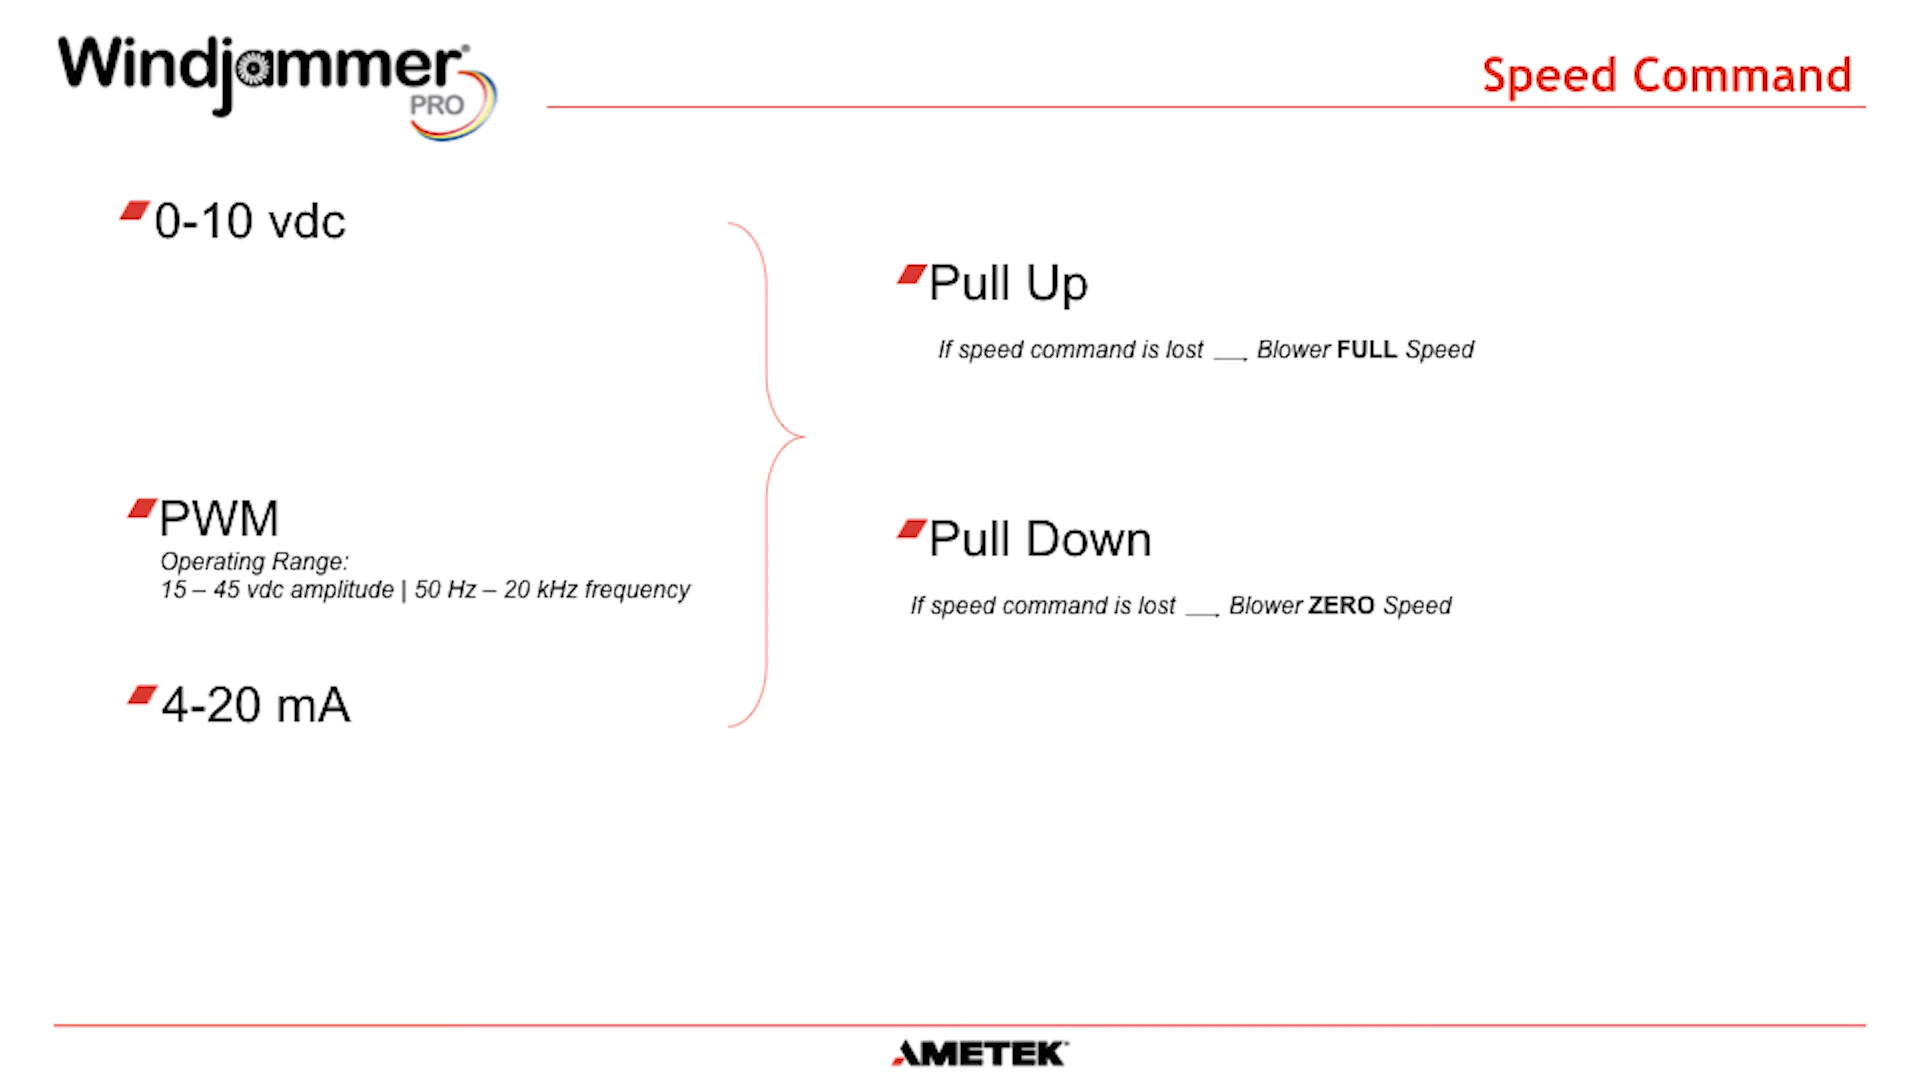 Windjammer®
PRO
Speed Command
0-10 vdc
PWM
Operating Range:
15 – 45 vdc amplitude | 50 Hz – 20 kHz frequency
4-20 mA
Pull Up
If speed command is lost __, Blower FULL Speed
Pull Down
If speed command is lost __, Blower ZERO Speed
AMETEK